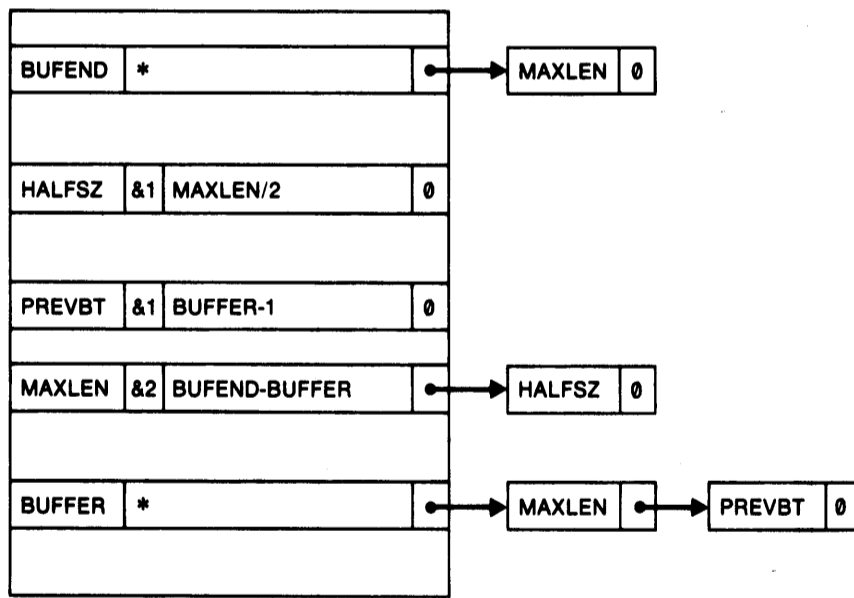 BUFEND * MAXLEN 0
HALFSZ &1 MAXLEN/2 0
PREVBT &1 BUFFER-1 0
MAXLEN &2 BUFEND-BUFFER HALFSZ 0
BUFFER * MAXLEN PREVBT 0